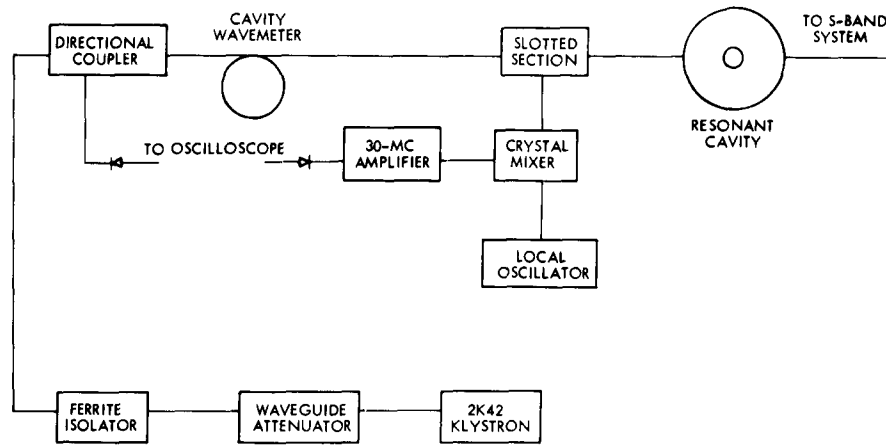 DIRECTIONAL
COUPLER
CAVITY
WAVEMETER
SLOTTED
SECTION
TO S-BAND
SYSTEM
RESONANT
CAVITY
TO OSCILLOSCOPE
30-MC
AMPLIFIER
CRYSTAL
MIXER
LOCAL
OSCILLATOR
FERRITE
ISOLATOR
WAVEGUIDE
ATTENUATOR
2K42
KLYSTRON